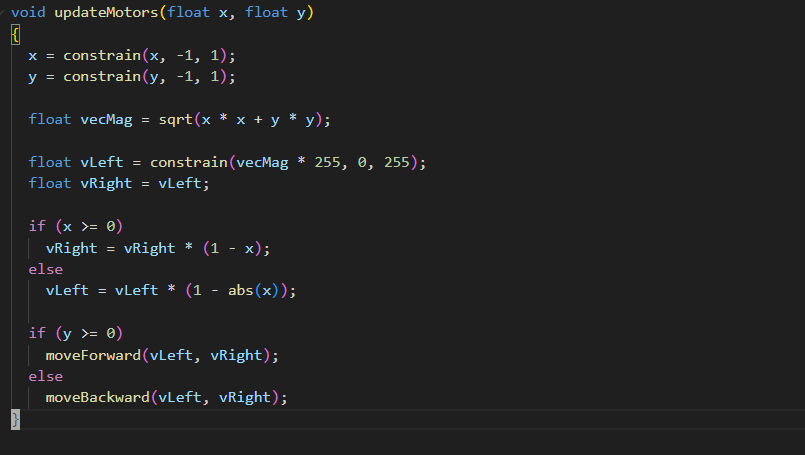 void updateMotors(float x, float y)
{
  x = constrain(x, -1, 1);
  y = constrain(y, -1, 1);

  float vecMag = sqrt(x * x + y * y);

  float vLeft = constrain(vecMag * 255, 0, 255);
  float vRight = vLeft;

  if (x >= 0)
    vRight = vRight * (1 - x);
  else
    vLeft = vLeft * (1 - abs(x));

  if (y >= 0)
    moveForward(vLeft, vRight);
  else
    moveBackward(vLeft, vRight);
}